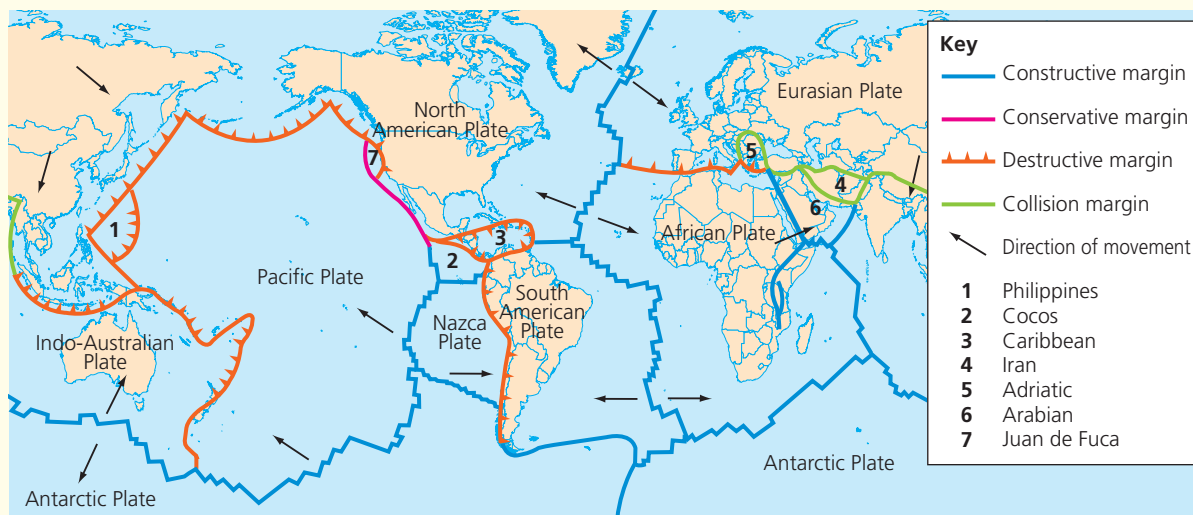 North
American Plate
Eurasian Plate
7
5
4
6
1
3
2
African Plate
Pacific Plate
South
American
Plate
Nazca
Plate
Indo-Australian
Plate
Antarctic Plate
Antarctic Plate
Key
Constructive margin
Conservative margin
Destructive margin
Collision margin
Direction of movement
1 Philippines
2 Cocos
3 Caribbean
4 Iran
5 Adriatic
6 Arabian
7 Juan de Fuca